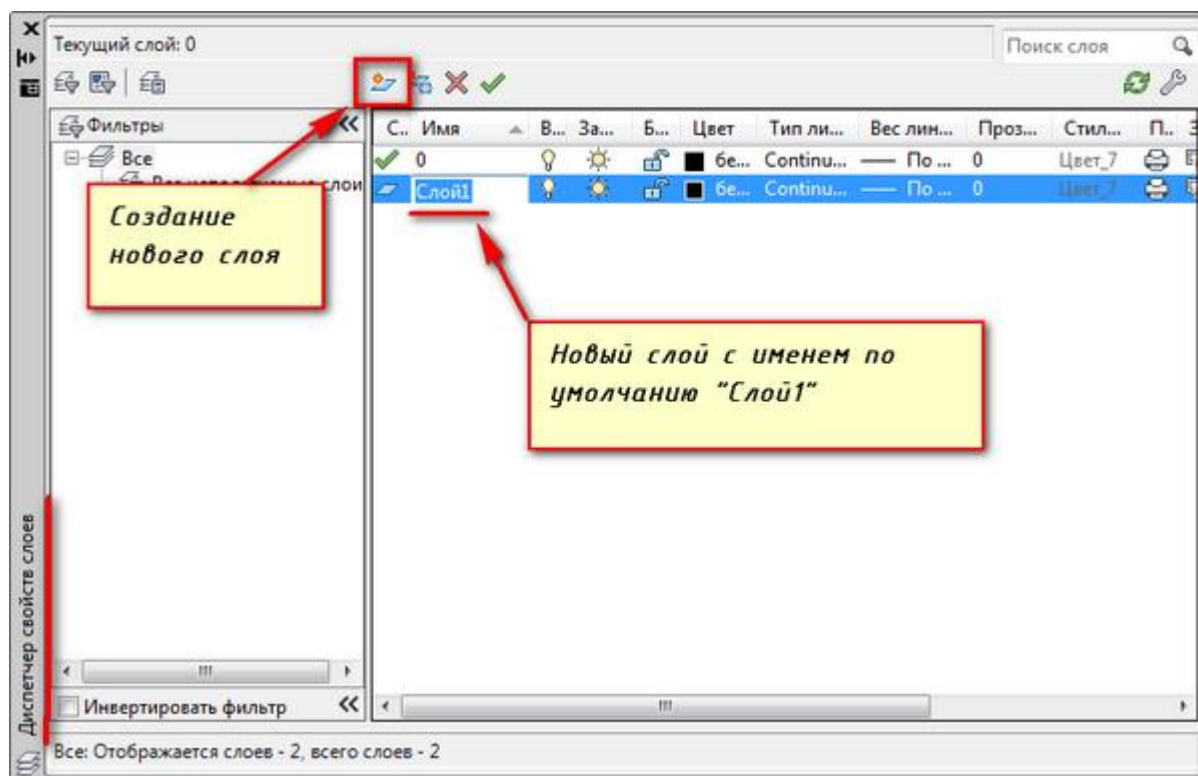 Текущий слой: 0
Поиск слоя
Фильтры
Все
слои
С.. Имя В... За... Б... Цвет Тип ли... Вес лин... Проз... Стил... П..
0 бе... Continu... По ... 0 Цвет_7
Слой1 бе... Continu... По ... 0 Цвет_7
Создание
нового слоя
Новый слой с именем по
умолчанию "Слой1"
Инвертировать фильтр
Все: Отображается слоев - 2, всего слоев - 2
Диспетчер свойств слоев